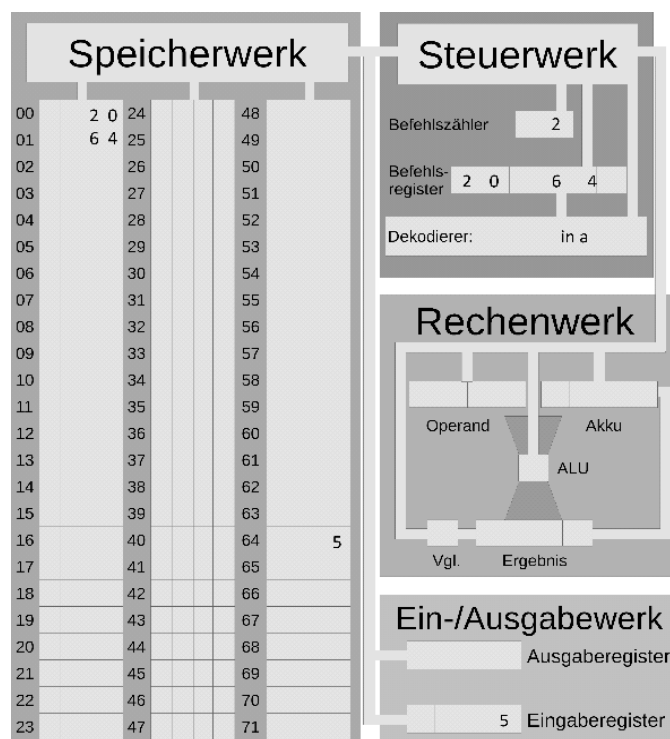 Speicherwerk
00 2 0 24 48
01 6 4 25 49
02 26 50
03 27 51
04 28 52
05 29 53
06 30 54
07 31 55
08 32 56
09 33 57
10 34 58
11 35 59
12 36 60
13 37 61
14 38 62
15 39 63
16 40 64 5
17 41 65
18 42 66
19 43 67
20 44 68
21 45 69
22 46 70
23 47 71
Steuerwerk
Befehlszähler 2
Befehls-
register 2 0 6 4
Dekodierer: in a
Rechenwerk
Operand Akku
ALU
Vgl. Ergebnis
Ein-/Ausgabewerk
Ausgaberegister
5 Eingaberegister